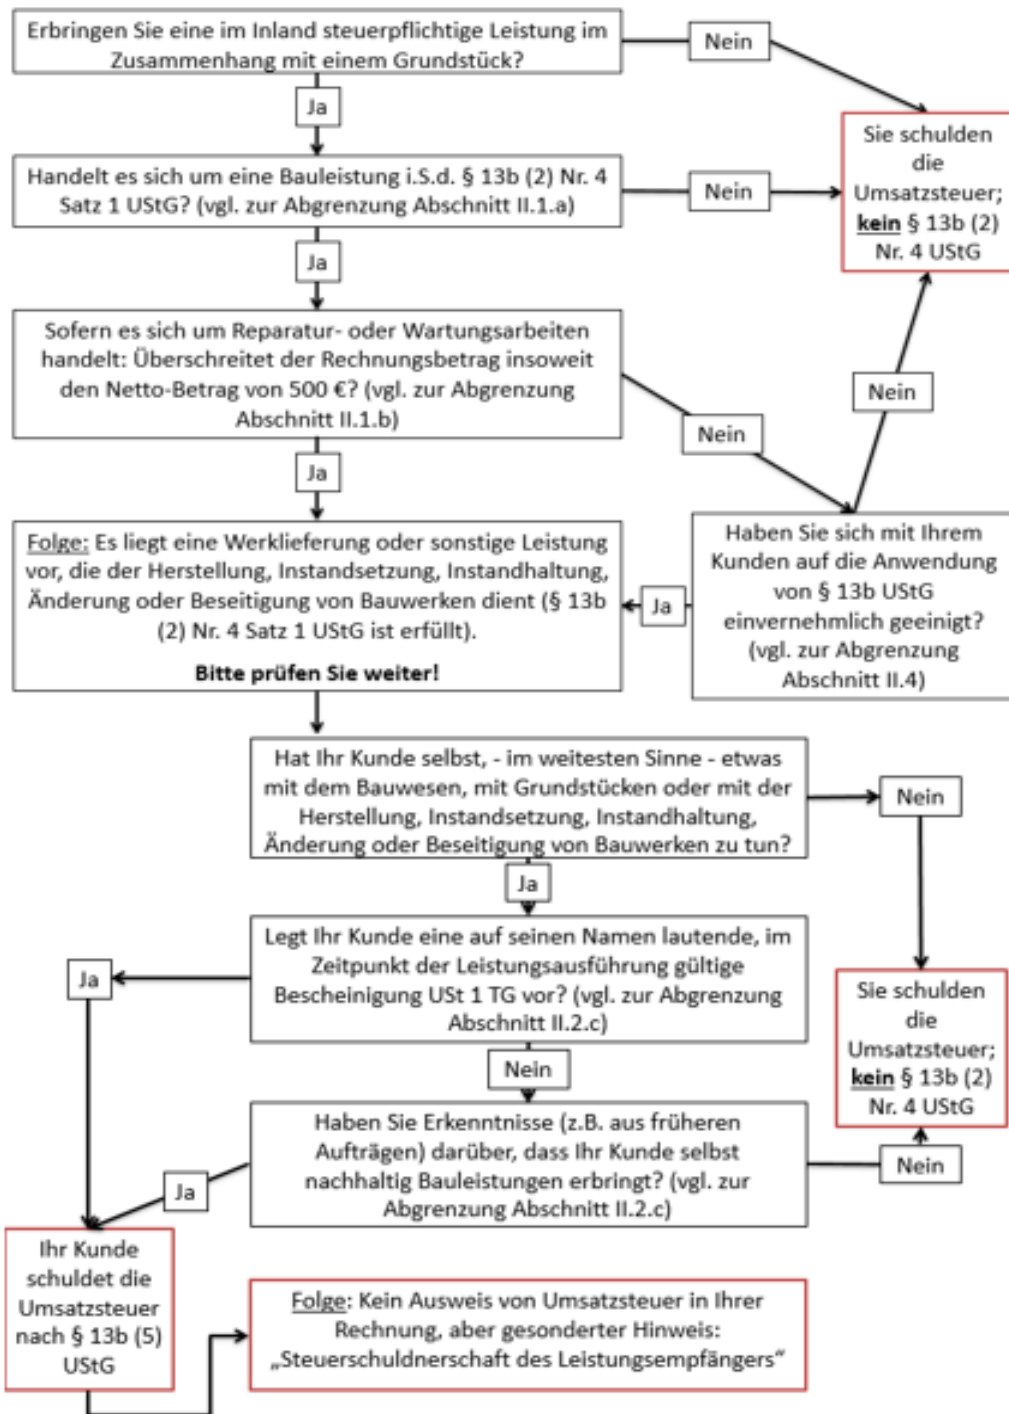 Erbringen Sie eine im Inland steuerpflichtige Leistung im
Zusammenhang mit einem Grundstück?
Nein
Ja
Sie schulden
die
Umsatzsteuer;
kein § 13b (2)
Nr. 4 UStG
Handelt es sich um eine Bauleistung i.S.d. § 13b (2) Nr. 4
Satz 1 UStG? (vgl. zur Abgrenzung Abschnitt II.1.a)
Nein
Ja
Sofern es sich um Reparatur- oder Wartungsarbeiten
handelt: Überschreitet der Rechnungsbetrag insoweit
den Netto-Betrag von 500 €? (vgl. zur Abgrenzung
Abschnitt II.1.b)
Nein
Nein
Ja
Folge: Es liegt eine Werklieferung oder sonstige Leistung
vor, die der Herstellung, Instandsetzung, Instandhaltung,
Änderung oder Beseitigung von Bauwerken dient (§ 13b
(2) Nr. 4 Satz 1 UStG ist erfüllt).
Bitte prüfen Sie weiter!
Ja
Haben Sie sich mit Ihrem
Kunden auf die Anwendung
von § 13b UStG
einvernehmlich geeinigt?
(vgl. zur Abgrenzung
Abschnitt II.4)
Hat Ihr Kunde selbst, - im weitesten Sinne - etwas
mit dem Bauwesen, mit Grundstücken oder mit der
Herstellung, Instandsetzung, Instandhaltung,
Änderung oder Beseitigung von Bauwerken zu tun?
Nein
Ja
Legt Ihr Kunde eine auf seinen Namen lautende, im
Zeitpunkt der Leistungsausführung gültige
Bescheinigung USt 1 TG vor? (vgl. zur Abgrenzung
Abschnitt II.2.c)
Ja
Nein
Sie schulden
die
Umsatzsteuer;
kein § 13b (2)
Nr. 4 UStG
Haben Sie Erkenntnisse (z.B. aus früheren
Aufträgen) darüber, dass Ihr Kunde selbst
nachhaltig Bauleistungen erbringt? (vgl. zur
Abgrenzung Abschnitt II.2.c)
Nein
Ja
Ihr Kunde
schuldet die
Umsatzsteuer
nach § 13b (5)
UStG
Folge: Kein Ausweis von Umsatzsteuer in Ihrer
Rechnung, aber gesonderter Hinweis:
„Steuerschuldnerschaft des Leistungsempfängers“